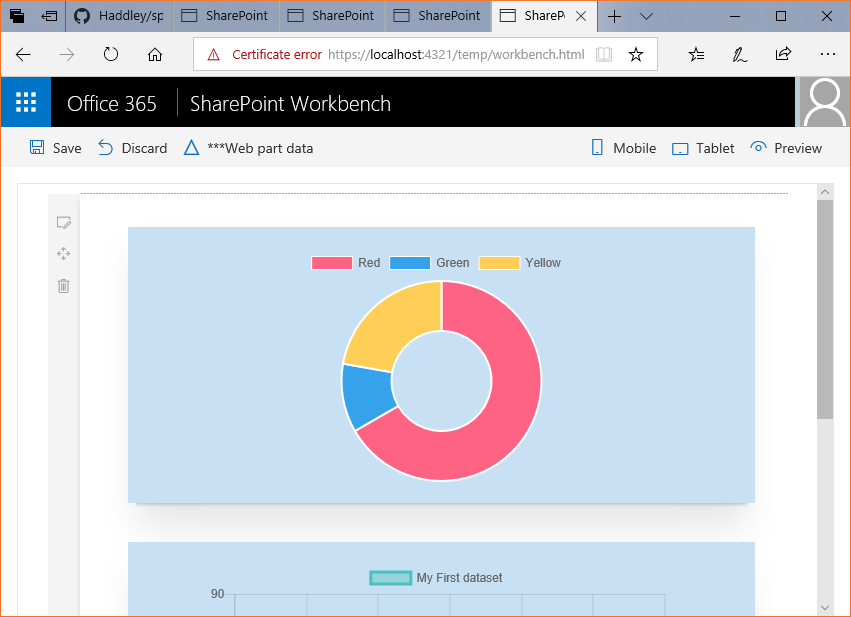 Haddley/sp
SharePoint
SharePoint
SharePoint
ShareP
Certificate error https://localhost:4321/temp/workbench.html
Office 365 SharePoint Workbench
Save Discard ***Web part data Mobile Tablet Preview
Red Green Yellow
My First dataset
90